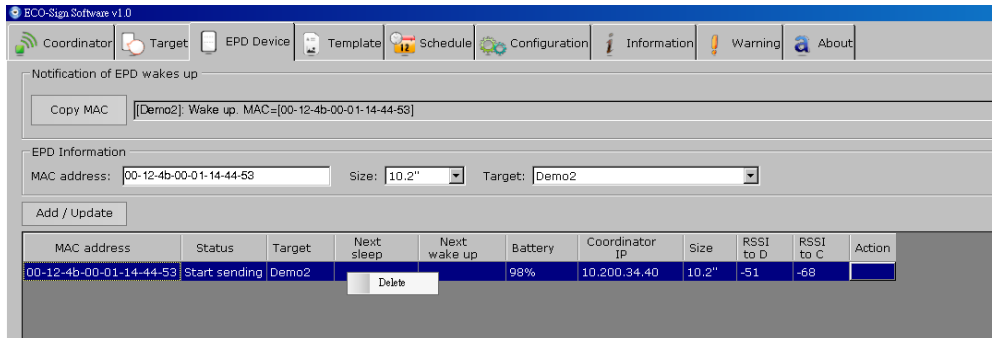 ECO-Sign Software v1.0
Coordinator Target EPD Device Template 12 Schedule Configuration i Information Warning a About
Notification of EPD wakes up
Copy MAC [Demo2]: Wake up. MAC=[00-12-4b-00-01-14-44-53]
EPD Information
MAC address: 00-12-4b-00-01-14-44-53 Size: 10.2" Target: Demo2
Add / Update
MAC address Status Target Next sleep Next wake up Battery Coordinator IP Size RSSI to D RSSI to C Action
00-12-4b-00-01-14-44-53 Start sending Demo2 98% 10.200.34.40 10.2" -51 -68
Delete